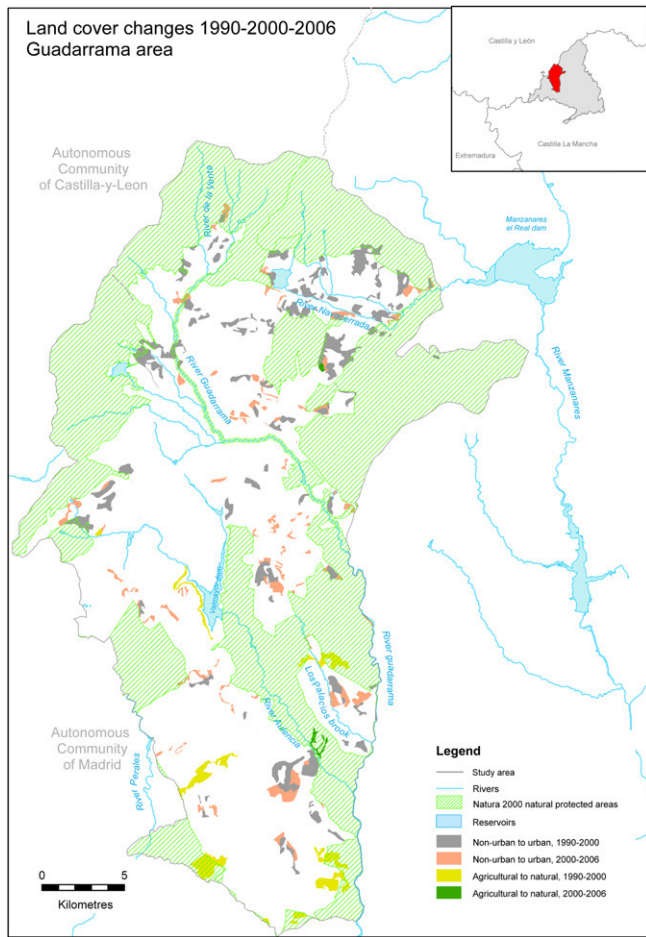 Land cover changes 1990-2000-2006
Guadarrama area
Castilla y León
Extremadura
Castilla La Mancha
Autonomous
Community
of Castilla-y-Leon
River de la Venta
Manzanares
el Real dam
River Navacerrada
River Guadarrama
River Manzanares
Valmayor dam
River guadarrama
Los Palacios brook
River Aulencia
Autonomous
Community
of Madrid
River Perales
Legend
Study area
Rivers
Natura 2000 natural protected areas
Reservoirs
Non-urban to urban, 1990-2000
Non-urban to urban, 2000-2006
Agricultural to natural, 1990-2000
Agricultural to natural, 2000-2006
0 5
Kilometres